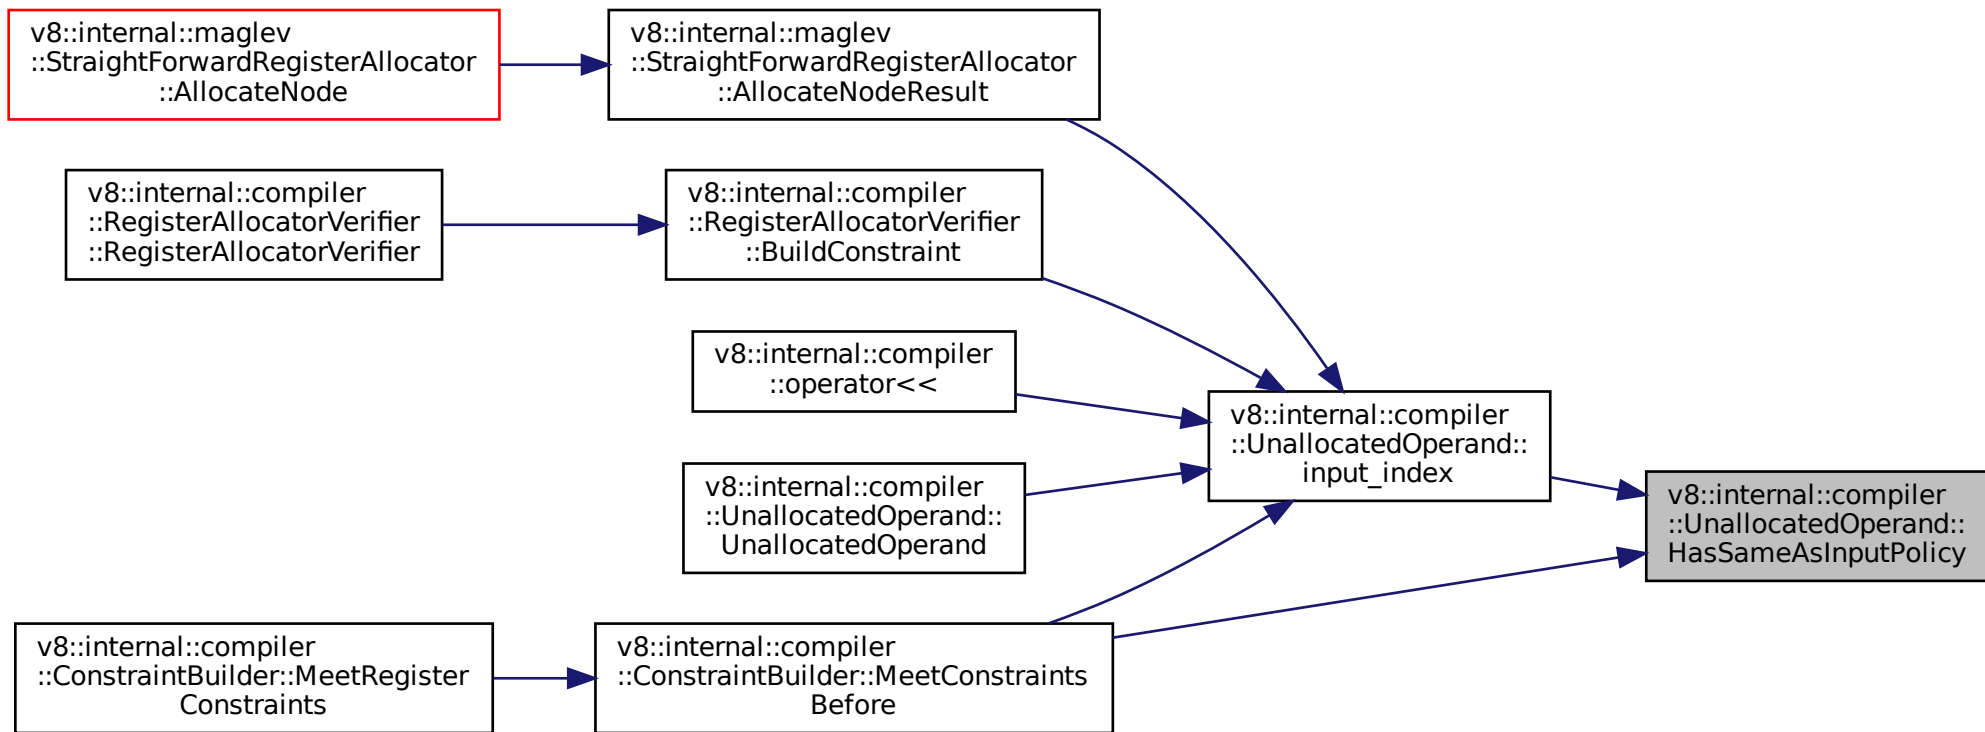 v8::internal::maglev
::StraightForwardRegisterAllocator
::AllocateNode
v8::internal::maglev
::StraightForwardRegisterAllocator
::AllocateNodeResult
v8::internal::compiler
::RegisterAllocatorVerifier
::RegisterAllocatorVerifier
v8::internal::compiler
::RegisterAllocatorVerifier
::BuildConstraint
v8::internal::compiler
::operator<<
v8::internal::compiler
::UnallocatedOperand::
input_index
v8::internal::compiler
::UnallocatedOperand::
UnallocatedOperand
v8::internal::compiler
::UnallocatedOperand::
HasSameAsInputPolicy
v8::internal::compiler
::ConstraintBuilder::MeetRegister
Constraints
v8::internal::compiler
::ConstraintBuilder::MeetConstraints
Before